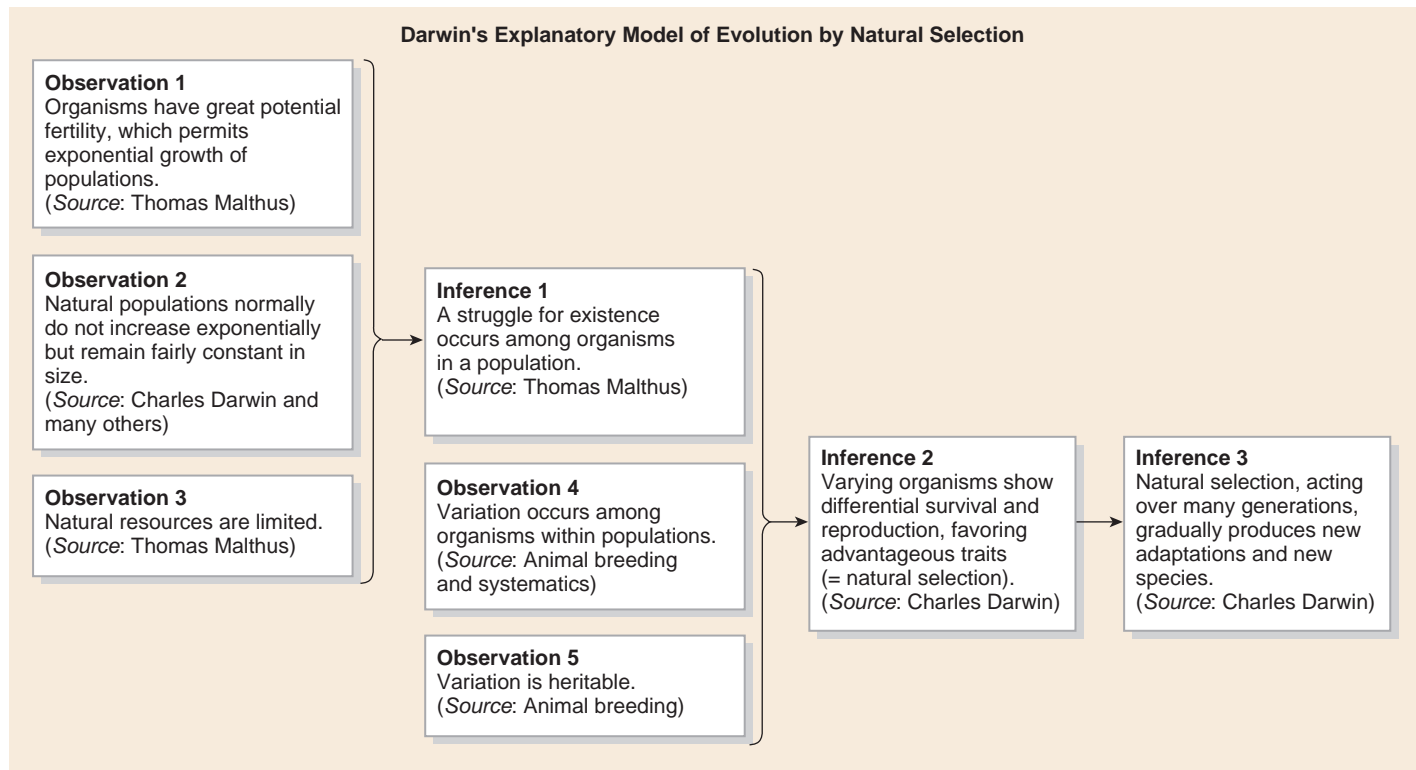 Darwin's Explanatory Model of Evolution by Natural Selection
Observation 1
Organisms have great potential
fertility, which permits
exponential growth of
populations.
(Source: Thomas Malthus)
Observation 2
Natural populations normally
do not increase exponentially
but remain fairly constant in
size.
(Source: Charles Darwin and
many others)
Observation 3
Natural resources are limited.
(Source: Thomas Malthus)
Inference 1
A struggle for existence
occurs among organisms
in a population.
(Source: Thomas Malthus)
Observation 4
Variation occurs among
organisms within populations.
(Source: Animal breeding
and systematics)
Observation 5
Variation is heritable.
(Source: Animal breeding)
Inference 2
Varying organisms show
differential survival and
reproduction, favoring
advantageous traits
(= natural selection).
(Source: Charles Darwin)
Inference 3
Natural selection, acting
over many generations,
gradually produces new
adaptations and new
species.
(Source: Charles Darwin)